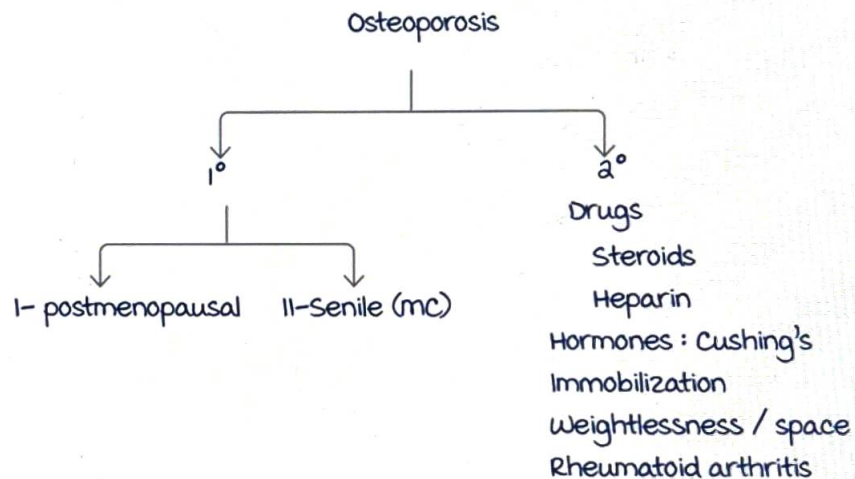 Osteoporosis
1° 2°
Drugs
Steroids
Heparin
I- postmenopausal II-Senile (mc)
Hormones : Cushing's
Immobilization
Weightlessness / space
Rheumatoid arthritis